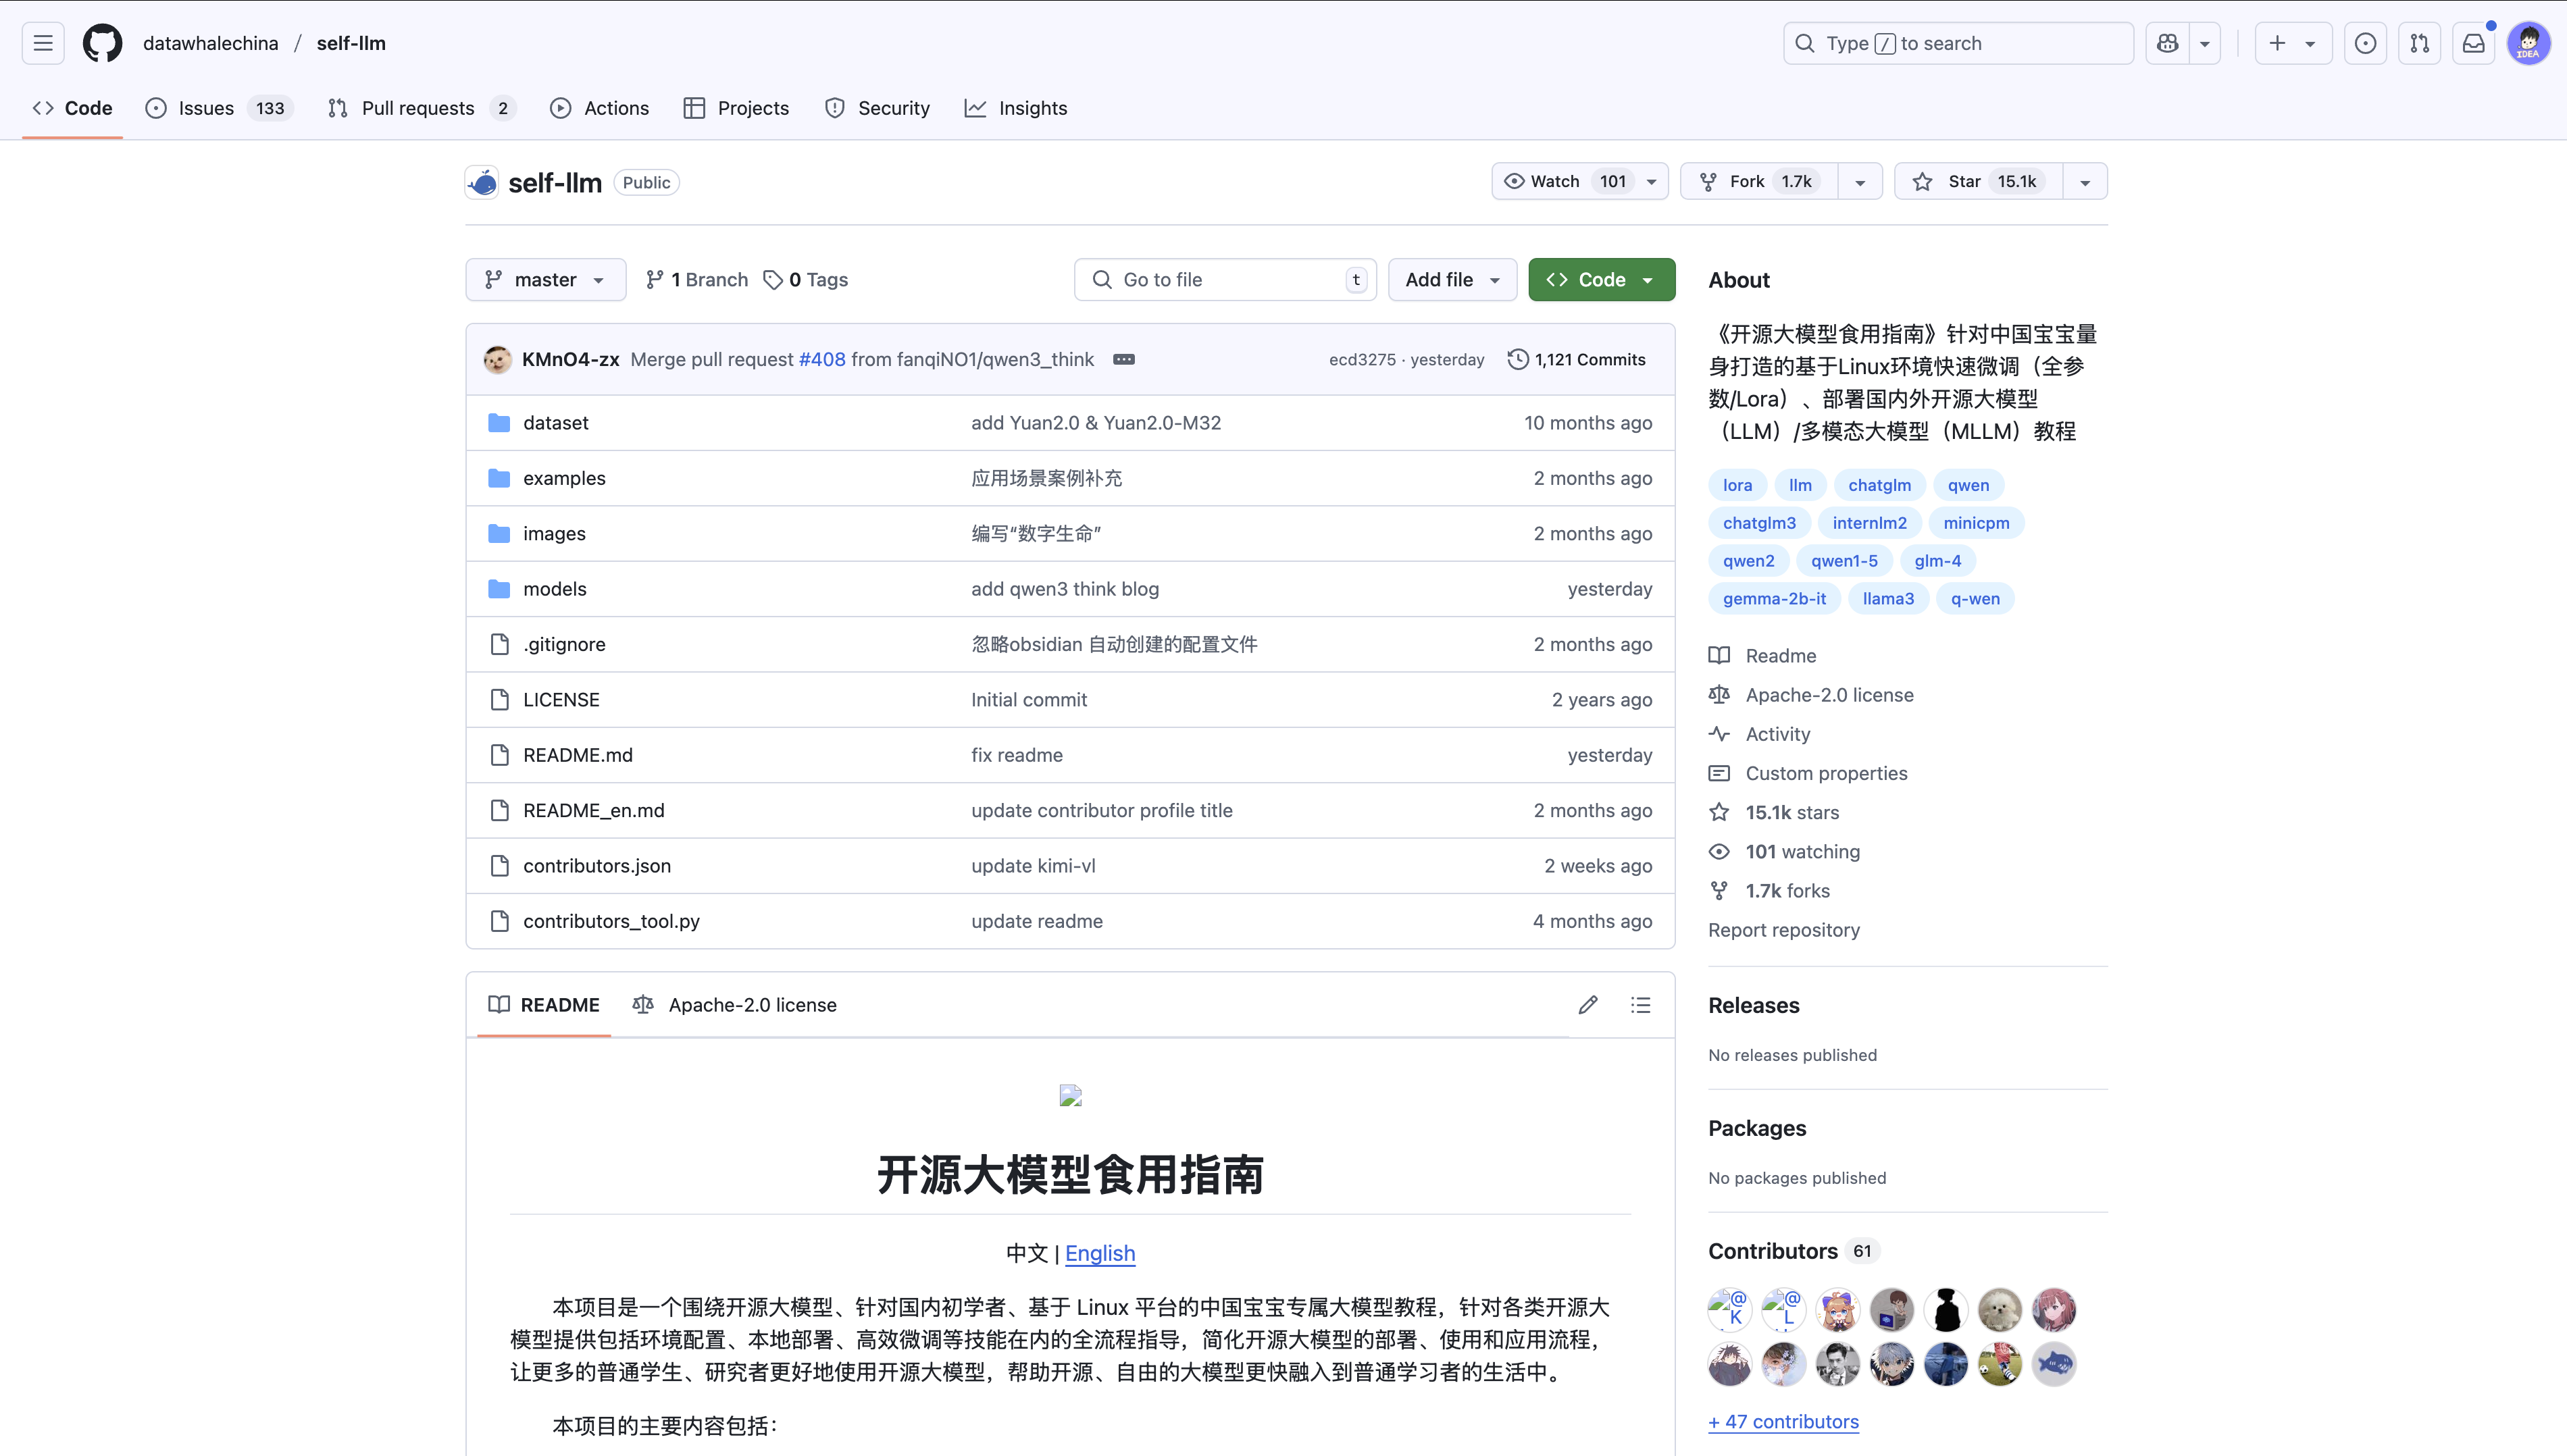 datawhalechina / self-llm
Type / to search
Code
Issues 133
Pull requests 2
Actions
Projects
Security
Insights
IDEA
self-llm Public
Watch 101
Fork 1.7k
Star 15.1k
master
1 Branch
0 Tags
Go to file t
Add file
Code
KMnO4-zx Merge pull request #408 from fanqiNO1/qwen3_think
ecd3275 · yesterday
1,121 Commits
dataset add Yuan2.0 & Yuan2.0-M32 10 months ago
examples 应用场景案例补充 2 months ago
images 编写“数字生命” 2 months ago
models add qwen3 think blog yesterday
.gitignore 忽略obsidian 自动创建的配置文件 2 months ago
LICENSE Initial commit 2 years ago
README.md fix readme yesterday
README_en.md update contributor profile title 2 months ago
contributors.json update kimi-vl 2 weeks ago
contributors_tool.py update readme 4 months ago
README
Apache-2.0 license
开源大模型食用指南
中文 | English
本项目是一个围绕开源大模型、针对国内初学者、基于 Linux 平台的中国宝宝专属大模型教程，针对各类开源大
模型提供包括环境配置、本地部署、高效微调等技能在内的全流程指导，简化开源大模型的部署、使用和应用流程，
让更多的普通学生、研究者更好地使用开源大模型，帮助开源、自由的大模型更快融入到普通学习者的生活中。
本项目的主要内容包括：
About
《开源大模型食用指南》针对中国宝宝量
身打造的基于Linux环境快速微调（全参
数/Lora）、部署国内外开源大模型
（LLM）/多模态大模型（MLLM）教程
lora llm chatglm qwen
chatglm3 internlm2 minicpm
qwen2 qwen1-5 glm-4
gemma-2b-it llama3 q-wen
Readme
Apache-2.0 license
Activity
Custom properties
15.1k stars
101 watching
1.7k forks
Report repository
Releases
No releases published
Packages
No packages published
Contributors 61
@K @L
+ 47 contributors